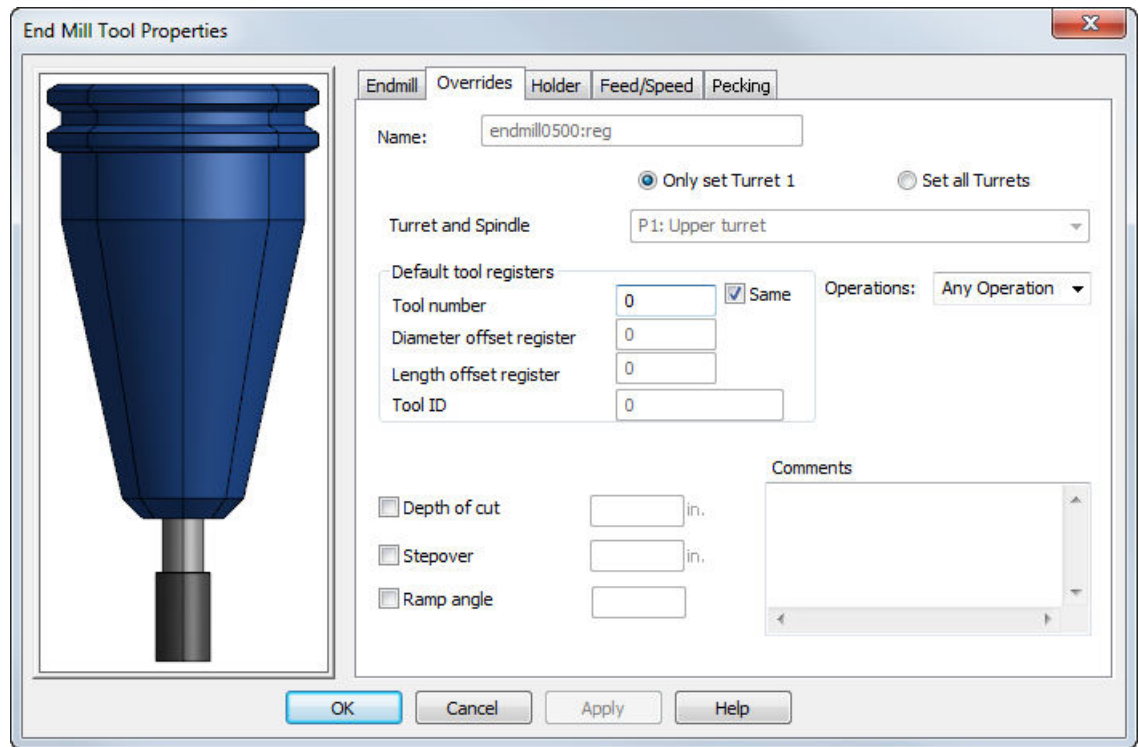 End Mill Tool Properties
X
Endmill Overrides Holder Feed/Speed Pecking
Name: endmill0500:reg
Only set Turret 1 Set all Turrets
Turret and Spindle P1: Upper turret
Default tool registers
Tool number 0 Same Operations: Any Operation
Diameter offset register 0
Length offset register 0
Tool ID 0
Comments
Depth of cut in.
Stepover in.
Ramp angle
OK Cancel Apply Help